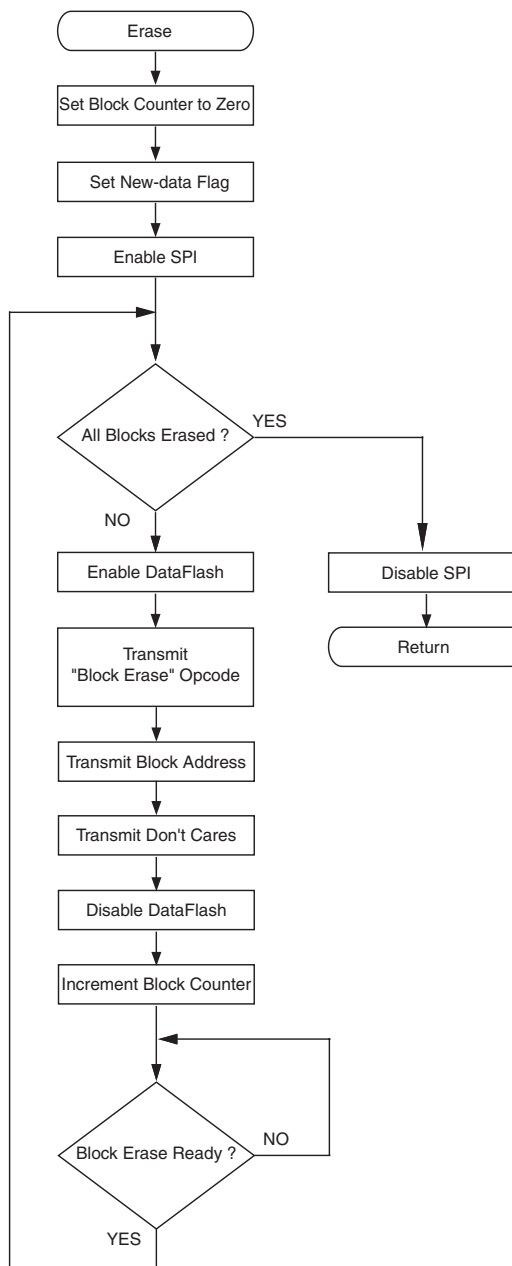 Erase
Set Block Counter to Zero
Set New-data Flag
Enable SPI
All Blocks Erased ?
YES
NO
Enable DataFlash
Disable SPI
Transmit
"Block Erase" Opcode
Return
Transmit Block Address
Transmit Don't Cares
Disable DataFlash
Increment Block Counter
Block Erase Ready ?
NO
YES